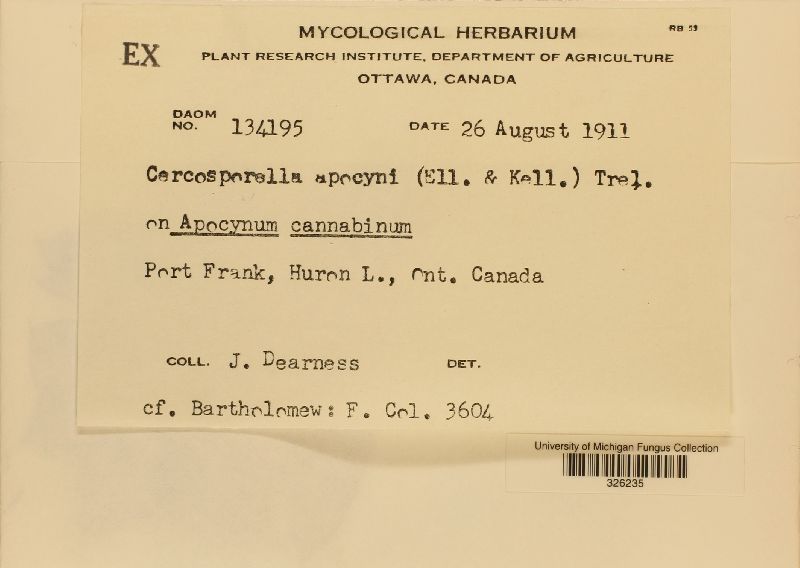 MYCOLOGICAL HERBARIUM
RB 53
EX
PLANT RESEARCH INSTITUTE, DEPARTMENT OF AGRICULTURE
OTTAWA, CANADA
DAOM NO. 134195 DATE 26 August 1911
Cercosporella apocyni (Ell. & Kell.) Trel.
on Apocynum cannabinum
Port Frank, Huron L., Ont. Canada
COLL. J. Dearness DET.
cf. Bartholomew: F. Col. 3604
University of Michigan Fungus Collection
326235